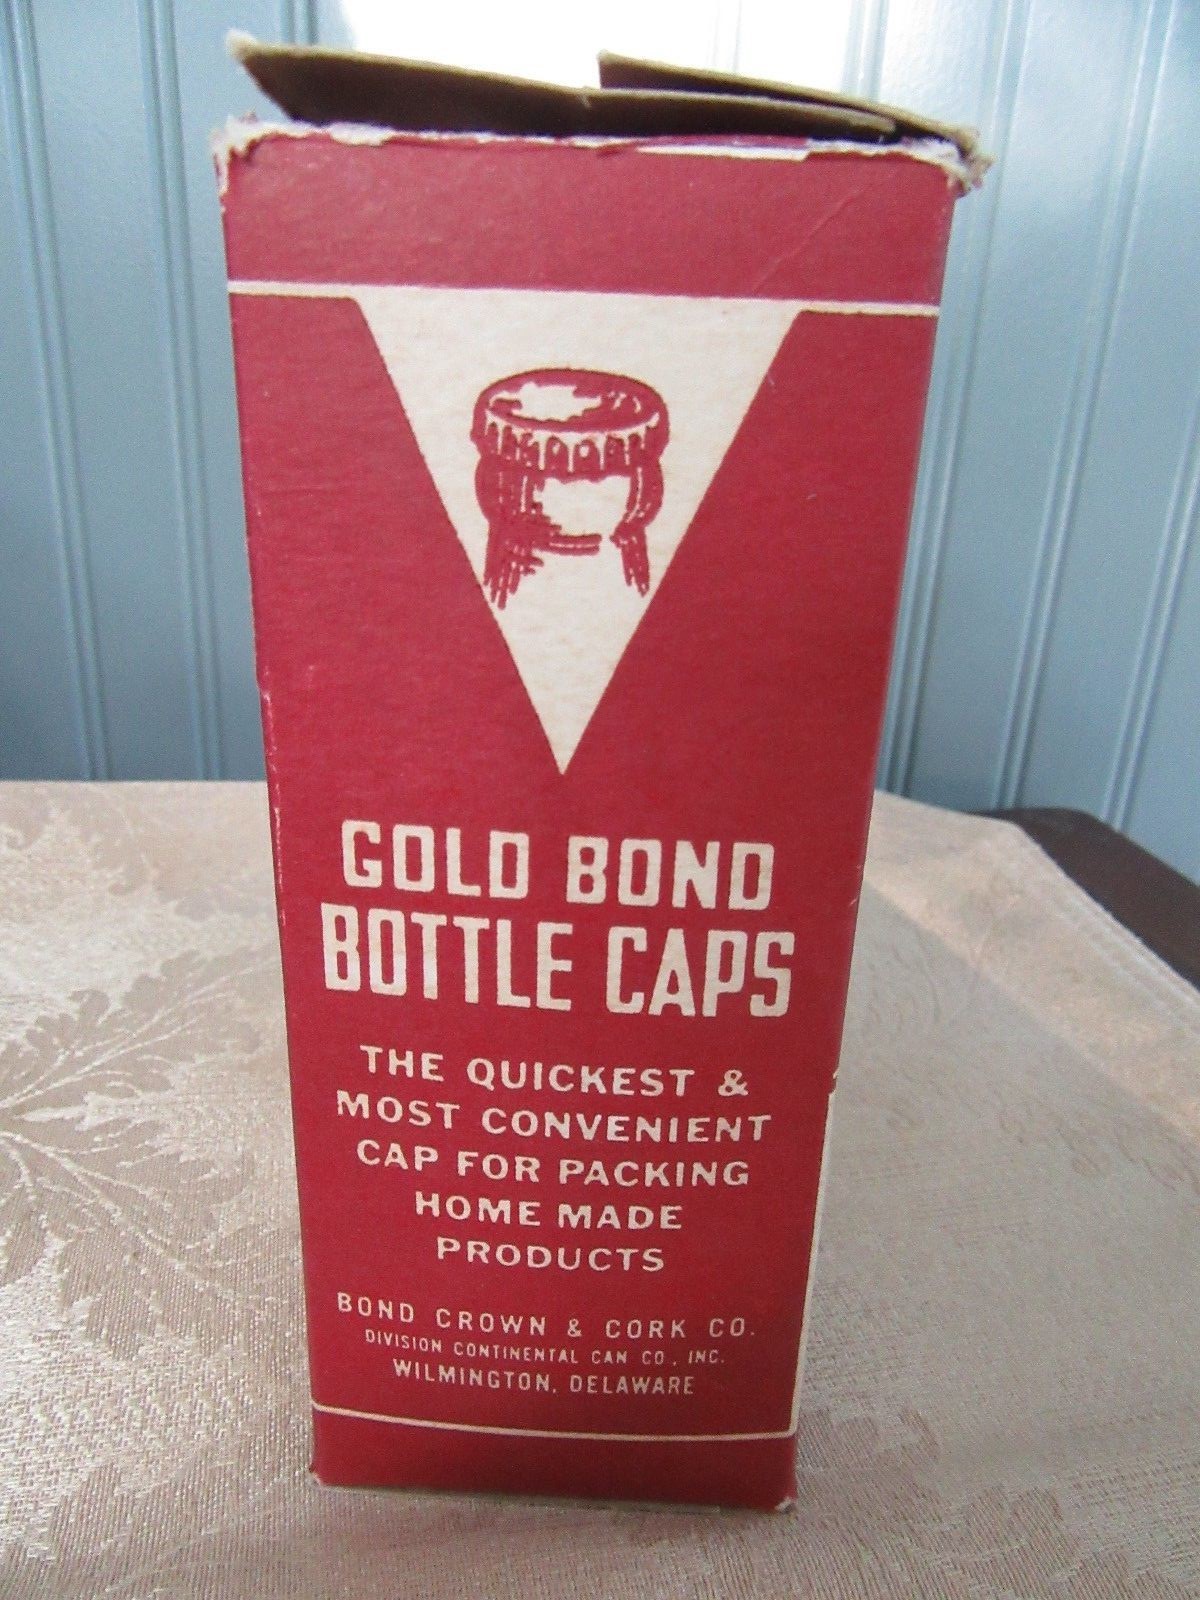 GOLD BOND
BOTTLE CAPS
THE QUICKEST &
MOST CONVENIENT
CAP FOR PACKING
HOME MADE
PRODUCTS
BOND CROWN & CORK CO.
DIVISION CONTINENTAL CAN CO., INC.
WILMINGTON, DELAWARE